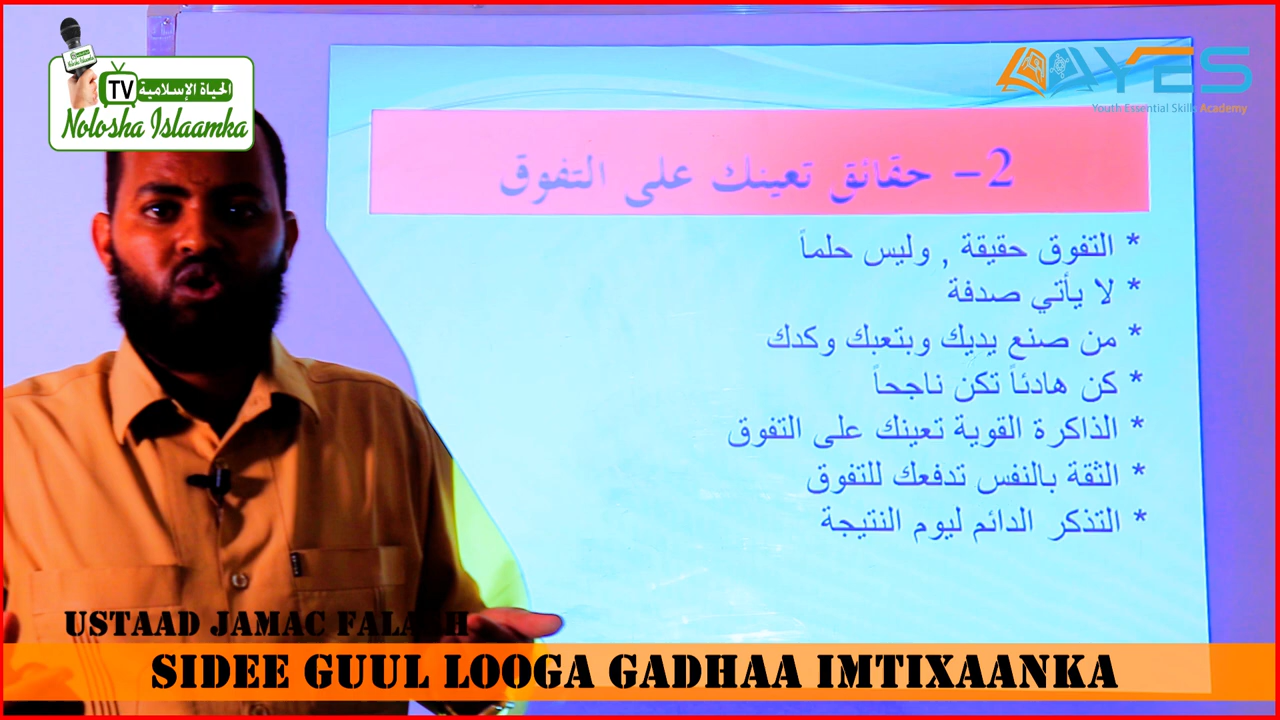 TV الحياة الإسلامية
Nolosha Islaamka
AYES
Youth Essential Skills Academy
2- حقائق تعينك على التفوق
* التفوق حقيقة , وليس حلماً
* لا يأتي صدفة
* من صنع يديك وبتعبك وكدك
* كن هادئاً تكن ناجحاً
* الذاكرة القوية تعينك على التفوق
* الثقة بالنفس تدفعك للتفوق
* التذكر الدائم ليوم النتيجة
USTAAD JAMAC
SIDEE GUUL LOOGA GADHAA IMTIXAANKA